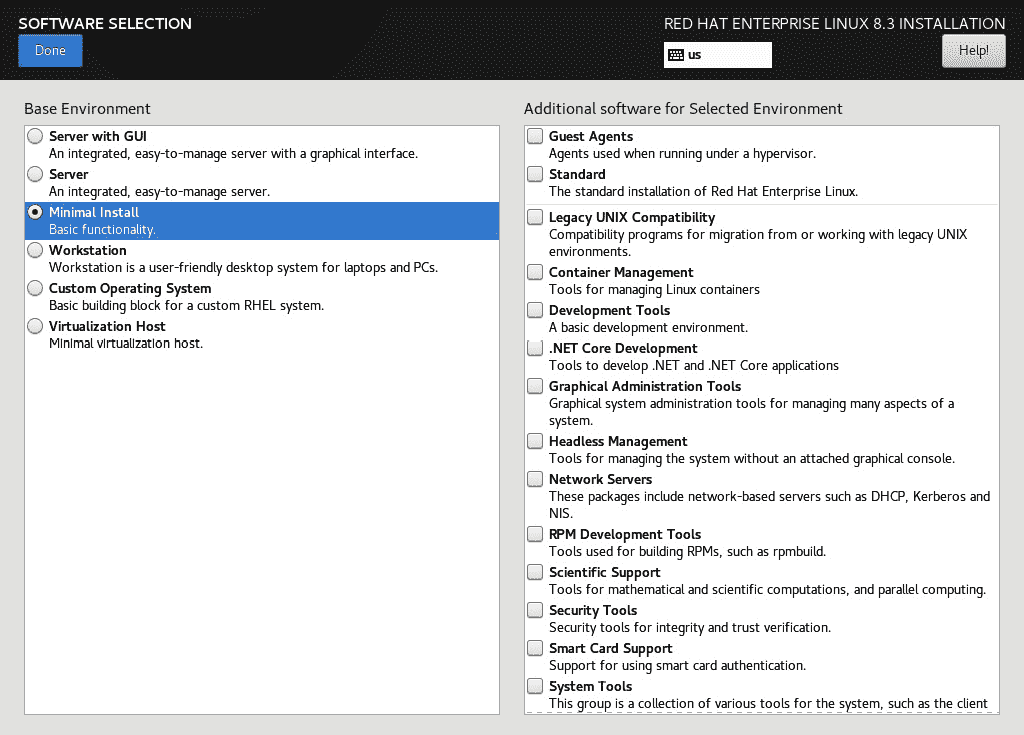 SOFTWARE SELECTION
RED HAT ENTERPRISE LINUX 8.3 INSTALLATION
Done
us
Help!
Base Environment
Server with GUI
An integrated, easy-to-manage server with a graphical interface.
Server
An integrated, easy-to-manage server.
Minimal Install
Basic functionality.
Workstation
Workstation is a user-friendly desktop system for laptops and PCs.
Custom Operating System
Basic building block for a custom RHEL system.
Virtualization Host
Minimal virtualization host.
Additional software for Selected Environment
Guest Agents
Agents used when running under a hypervisor.
Standard
The standard installation of Red Hat Enterprise Linux.
Legacy UNIX Compatibility
Compatibility programs for migration from or working with legacy UNIX
environments.
Container Management
Tools for managing Linux containers
Development Tools
A basic development environment.
.NET Core Development
Tools to develop .NET and .NET Core applications
Graphical Administration Tools
Graphical system administration tools for managing many aspects of a
system.
Headless Management
Tools for managing the system without an attached graphical console.
Network Servers
These packages include network-based servers such as DHCP, Kerberos and
NIS.
RPM Development Tools
Tools used for building RPMs, such as rpmbuild.
Scientific Support
Tools for mathematical and scientific computations, and parallel computing.
Security Tools
Security tools for integrity and trust verification.
Smart Card Support
Support for using smart card authentication.
System Tools
This group is a collection of various tools for the system, such as the client